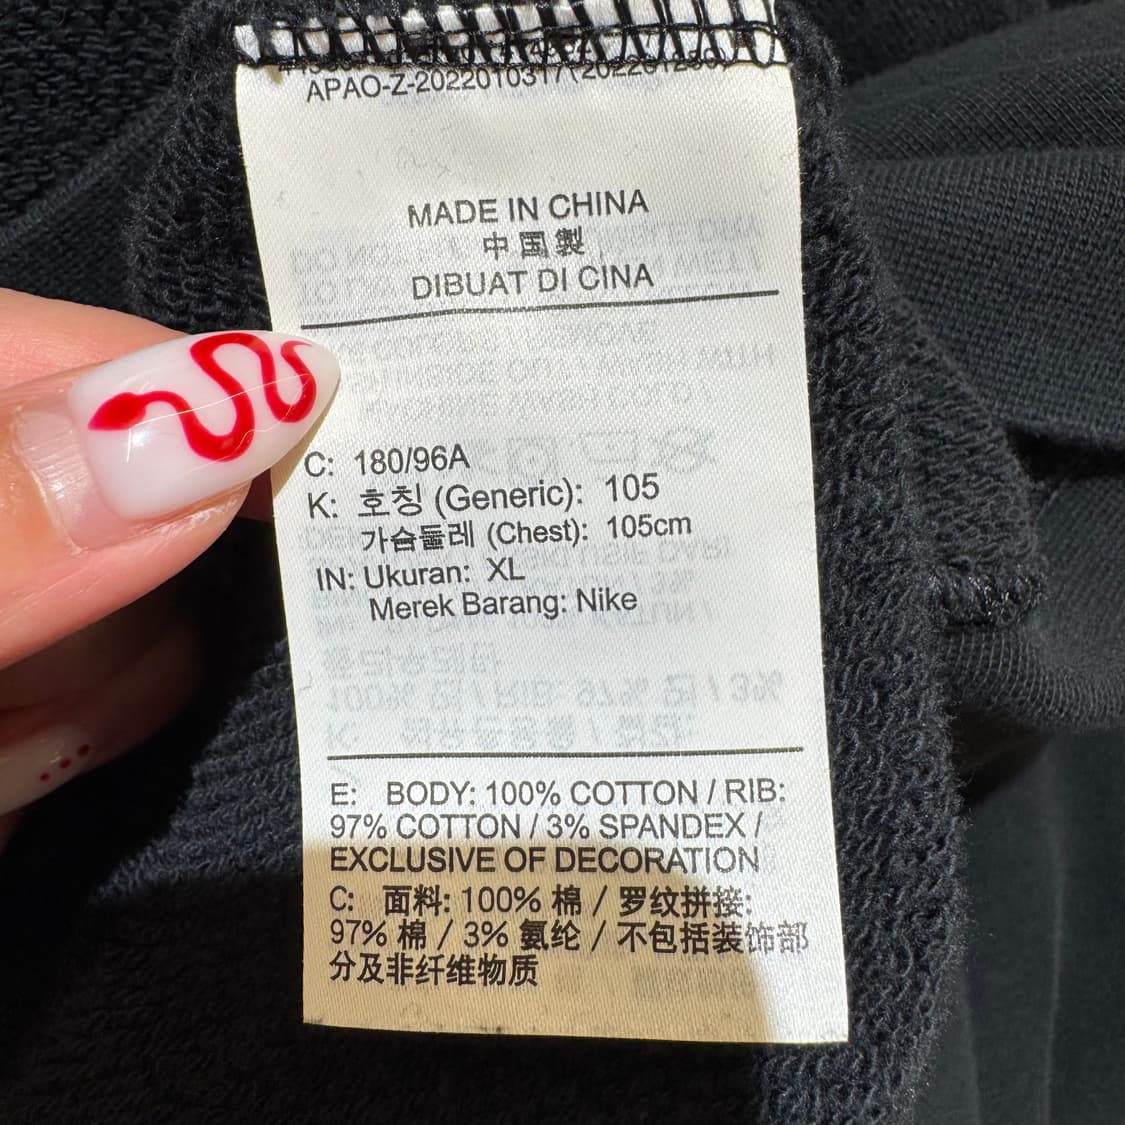 APAO-Z-2022010317(20220125
MADE IN CHINA
中国製
DIBUAT DI CINA
C: 180/96A
K: 호칭 (Generic): 105
가슴둘레 (Chest): 105cm
IN: Ukuran: XL
Merek Barang: Nike
E: BODY: 100% COTTON / RIB:
97% COTTON / 3% SPANDEX /
EXCLUSIVE OF DECORATION
C: 面料: 100% 棉 / 罗纹拼接:
97% 棉 / 3% 氨纶 / 不包括装饰部
分及非纤维物质